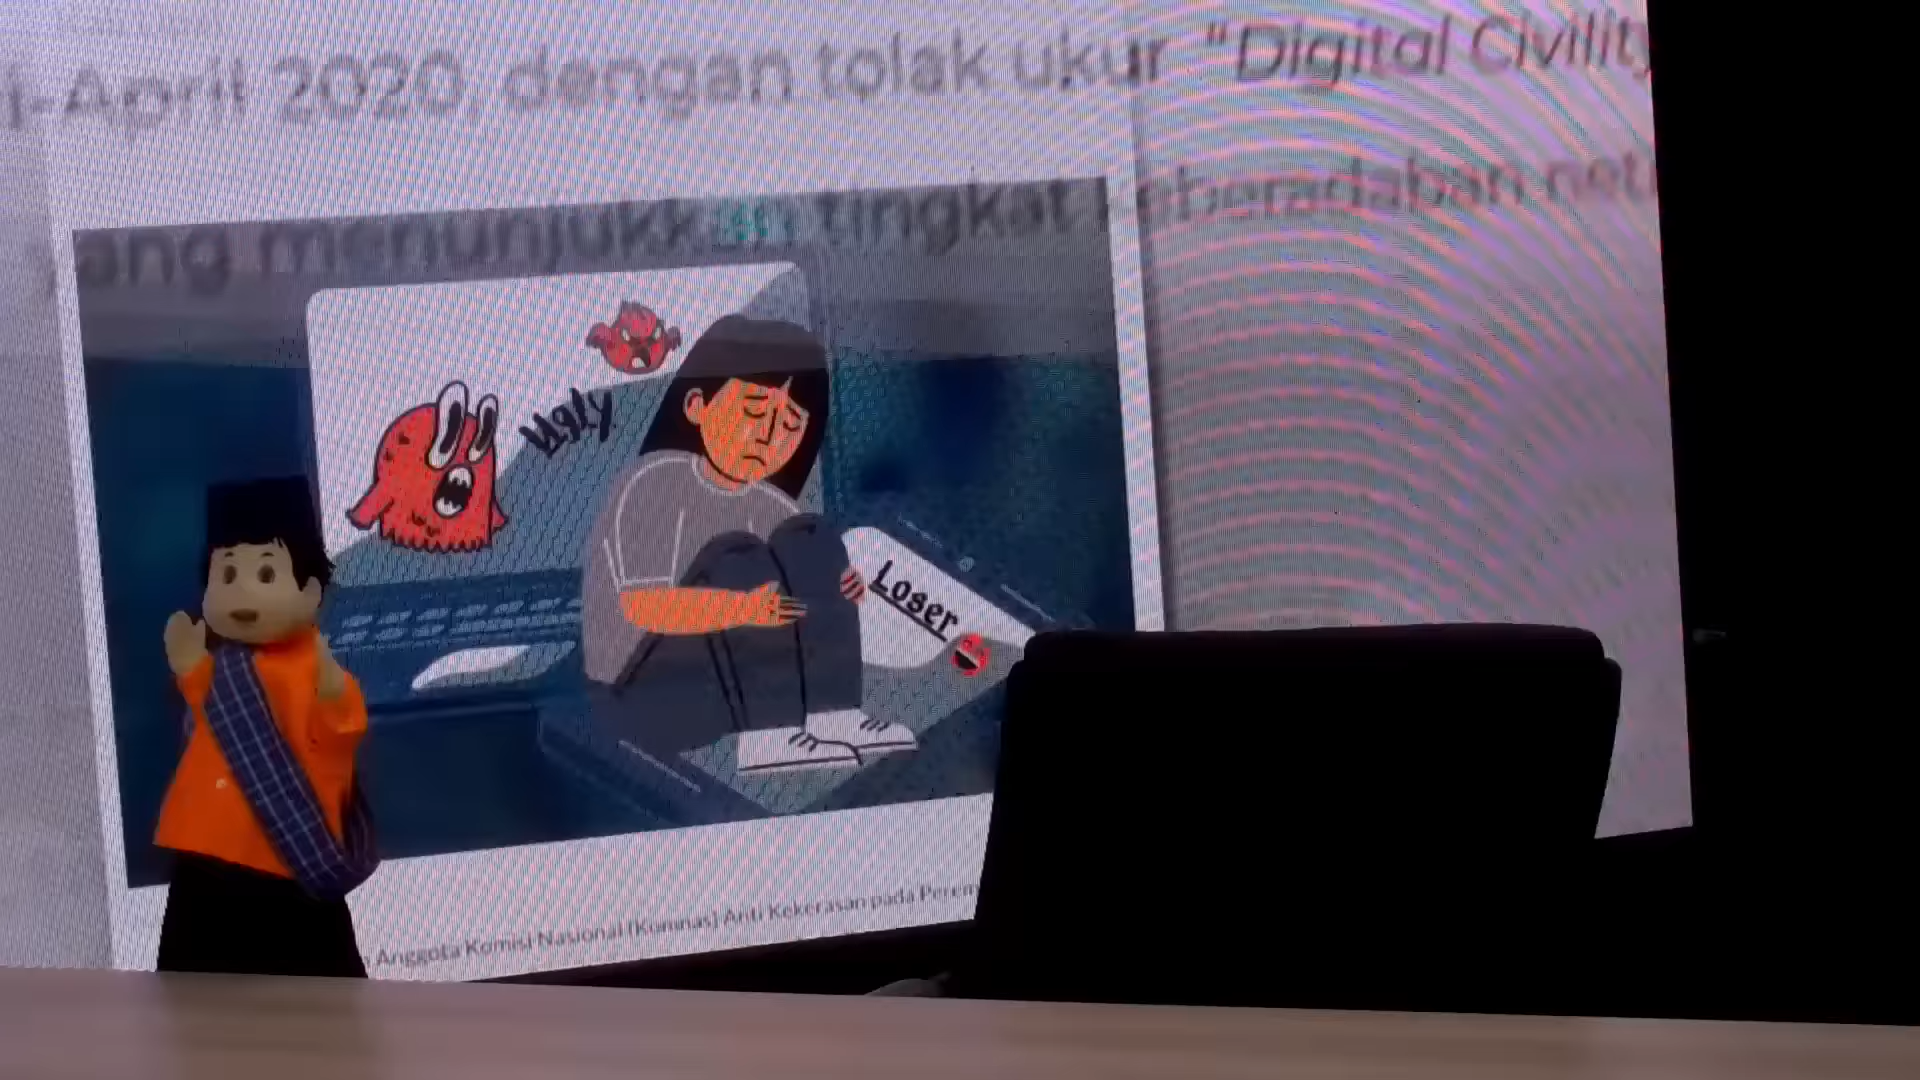 -April 2020, dengan tolak ukur "Digital Civility
yang menunjukkan tingkat keberadaban net
Ugly
Loser
Anggota Komisi Nasional (Komnas) Anti Kekerasan pada Perem